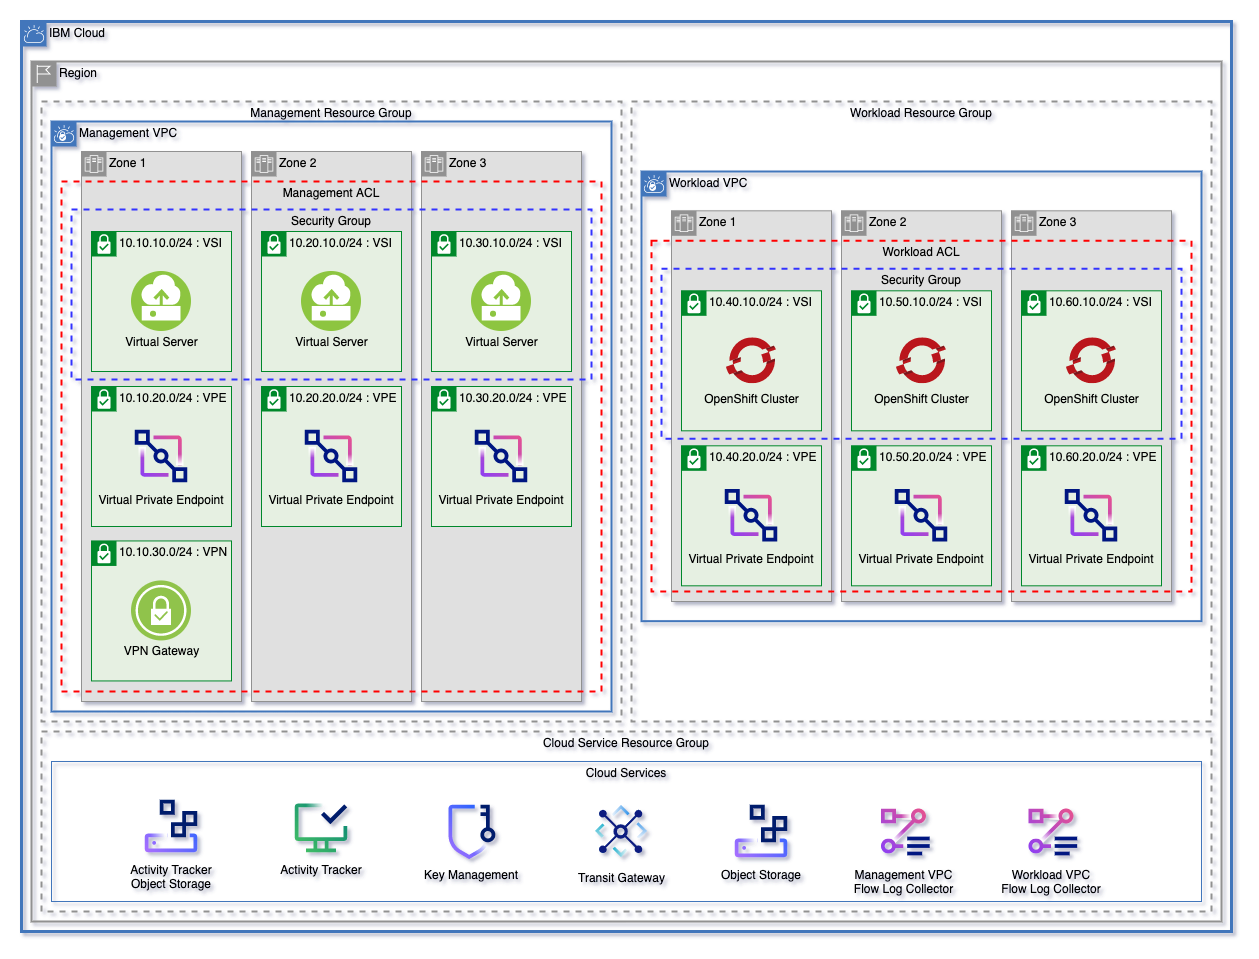 IBM Cloud
Region
Management Resource Group
Management VPC
Zone 1
Zone 2
Zone 3
Management ACL
Security Group
10.10.10.0/24 : VSI
10.20.10.0/24 : VSI
10.30.10.0/24 : VSI
Virtual Server
Virtual Server
Virtual Server
10.10.20.0/24 : VPE
10.20.20.0/24 : VPE
10.30.20.0/24 : VPE
Virtual Private Endpoint
Virtual Private Endpoint
Virtual Private Endpoint
10.10.30.0/24 : VPN
VPN Gateway
Workload Resource Group
Workload VPC
Zone 1
Zone 2
Zone 3
Workload ACL
Security Group
10.40.10.0/24 : VSI
10.50.10.0/24 : VSI
10.60.10.0/24 : VSI
OpenShift Cluster
OpenShift Cluster
OpenShift Cluster
10.40.20.0/24 : VPE
10.50.20.0/24 : VPE
10.60.20.0/24 : VPE
Virtual Private Endpoint
Virtual Private Endpoint
Virtual Private Endpoint
Cloud Service Resource Group
Cloud Services
Activity Tracker
Object Storage
Activity Tracker
Key Management
Transit Gateway
Object Storage
Management VPC
Flow Log Collector
Workload VPC
Flow Log Collector